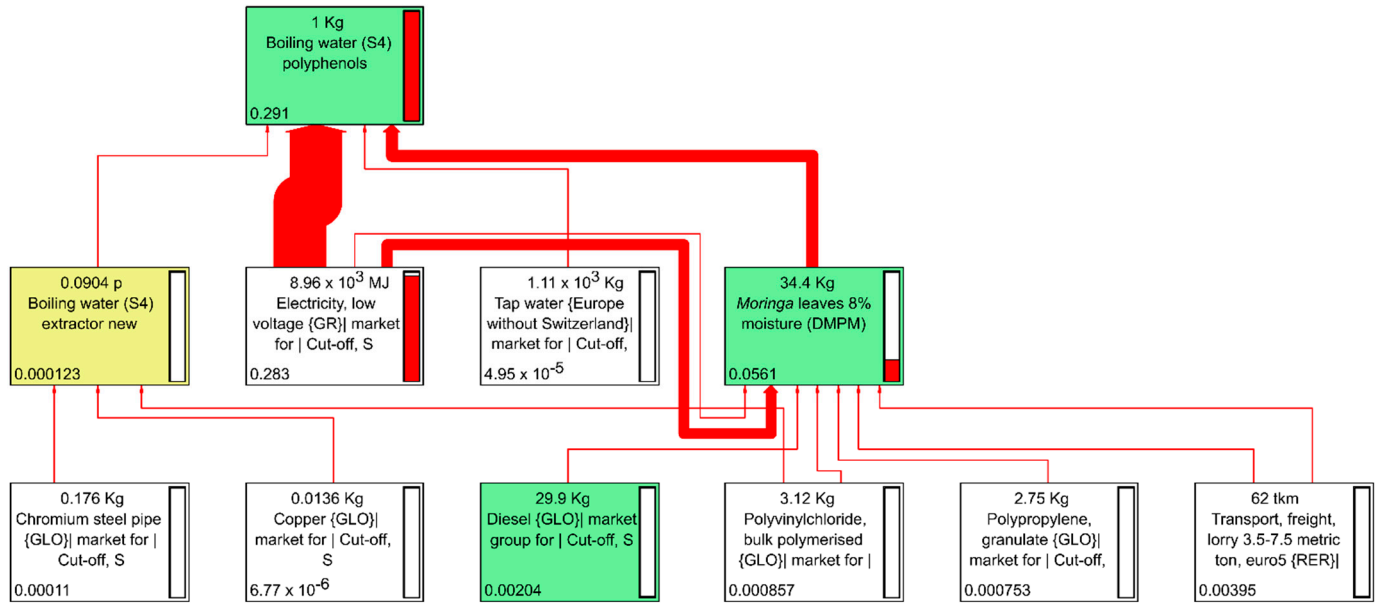 1 Kg
Boiling water (S4)
polyphenols
0.291
0.0904 p
Boiling water (S4)
extractor new
0.000123
8.96 x 10³ MJ
Electricity, low
voltage {GR}| market
for | Cut-off, S
0.283
1.11 x 10³ Kg
Tap water {Europe
without Switzerland}|
market for | Cut-off,
4.95 x 10⁻⁵
34.4 Kg
Moringa leaves 8%
moisture (DMPM)
0.0561
0.176 Kg
Chromium steel pipe
{GLO}| market for |
Cut-off, S
0.00011
0.0136 Kg
Copper {GLO}|
market for | Cut-off,
S
6.77 x 10⁻⁶
29.9 Kg
Diesel {GLO}| market
group for | Cut-off, S
0.00204
3.12 Kg
Polyvinylchloride,
bulk polymerised
{GLO}| market for |
0.000857
2.75 Kg
Polypropylene,
granulate {GLO}|
market for | Cut-off,
0.000753
62 tkm
Transport, freight,
lorry 3.5-7.5 metric
ton, euro5 {RER}|
0.00395